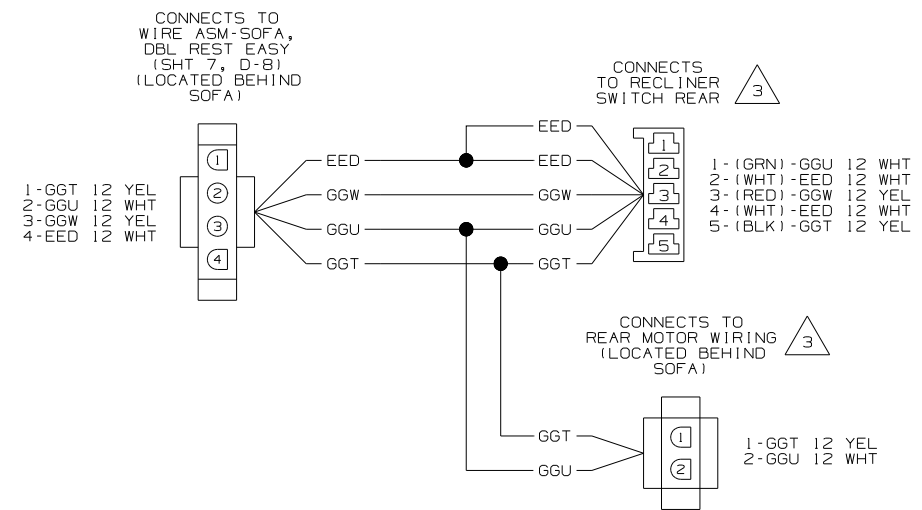 CONNECTS TO
WIRE ASM-SOFA,
DBL REST EASY
(SHT 7, D-8)
(LOCATED BEHIND
SOFA)
1
2
3
4
1-GGT 12 YEL
2-GGU 12 WHT
3-GGW 12 YEL
4-EED 12 WHT
EED
GGW
GGU
GGT
EED
EED
GGW
GGU
GGT
CONNECTS
TO RECLINER
SWITCH REAR
3
1
2
3
4
5
1-(GRN)-GGU 12 WHT
2-(WHT)-EED 12 WHT
3-(RED)-GGW 12 YEL
4-(WHT)-EED 12 WHT
5-(BLK)-GGT 12 YEL
CONNECTS TO
REAR MOTOR WIRING
(LOCATED BEHIND
SOFA)
3
GGT
GGU
1
2
1-GGT 12 YEL
2-GGU 12 WHT